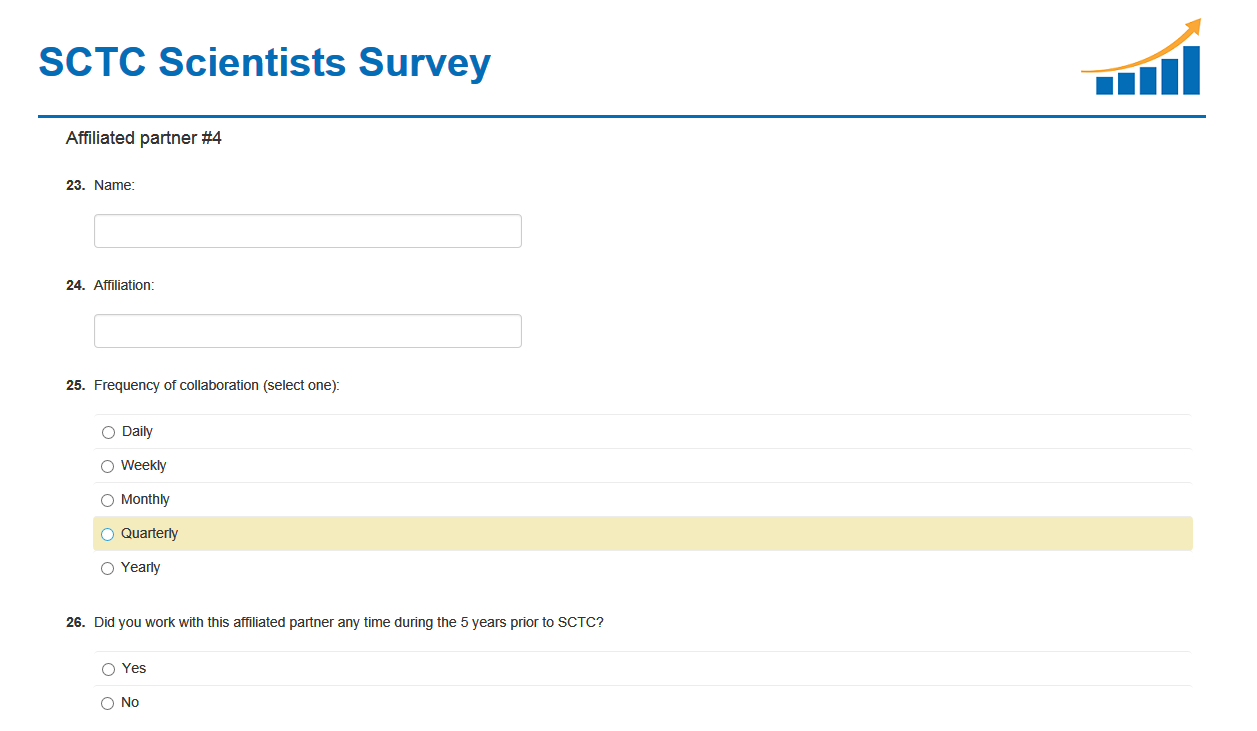 SCTC Scientists Survey
Affiliated partner #4
23. Name:
24. Affiliation:
25. Frequency of collaboration (select one):
Daily
Weekly
Monthly
Quarterly
Yearly
26. Did you work with this affiliated partner any time during the 5 years prior to SCTC?
Yes
No